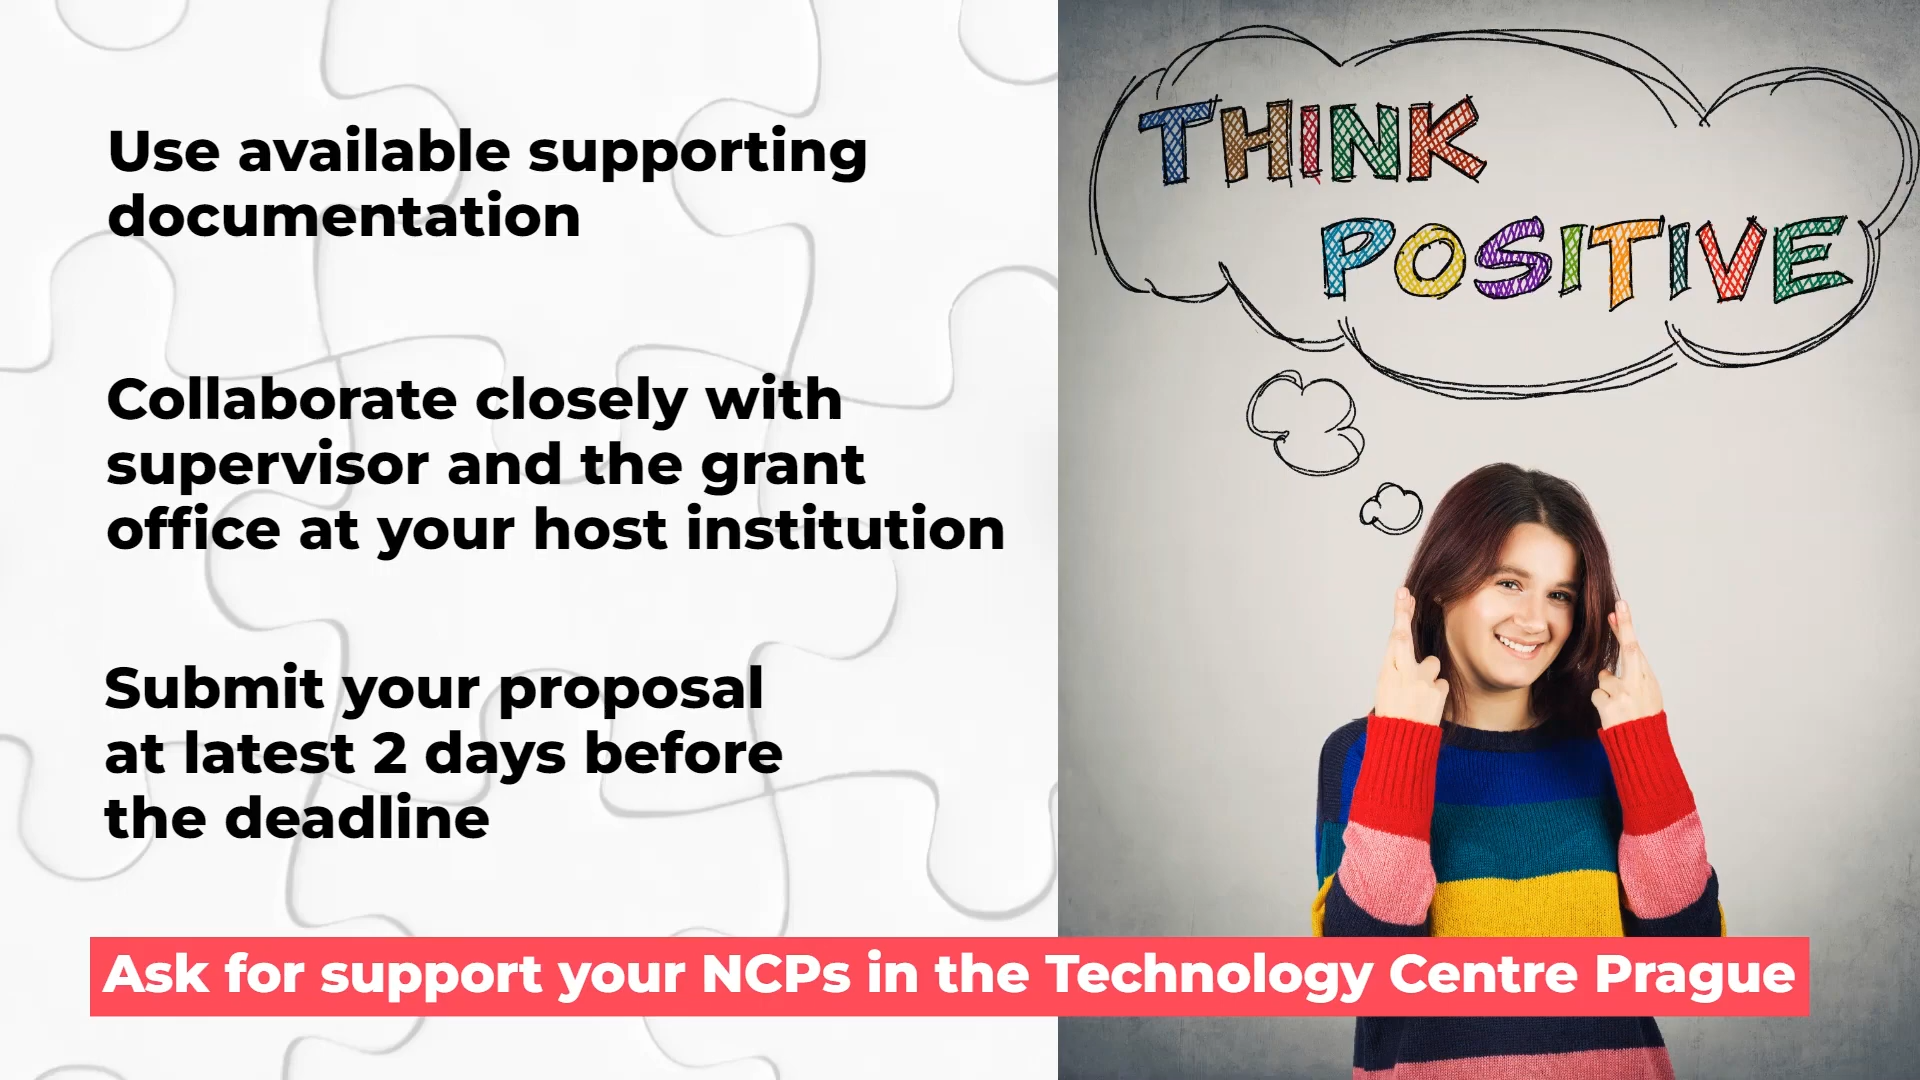 Use available supporting
documentation
Collaborate closely with
supervisor and the grant
office at your host institution
Submit your proposal
at latest 2 days before
the deadline
THINK
POSITIVE
Ask for support your NCPs in the Technology Centre Prague